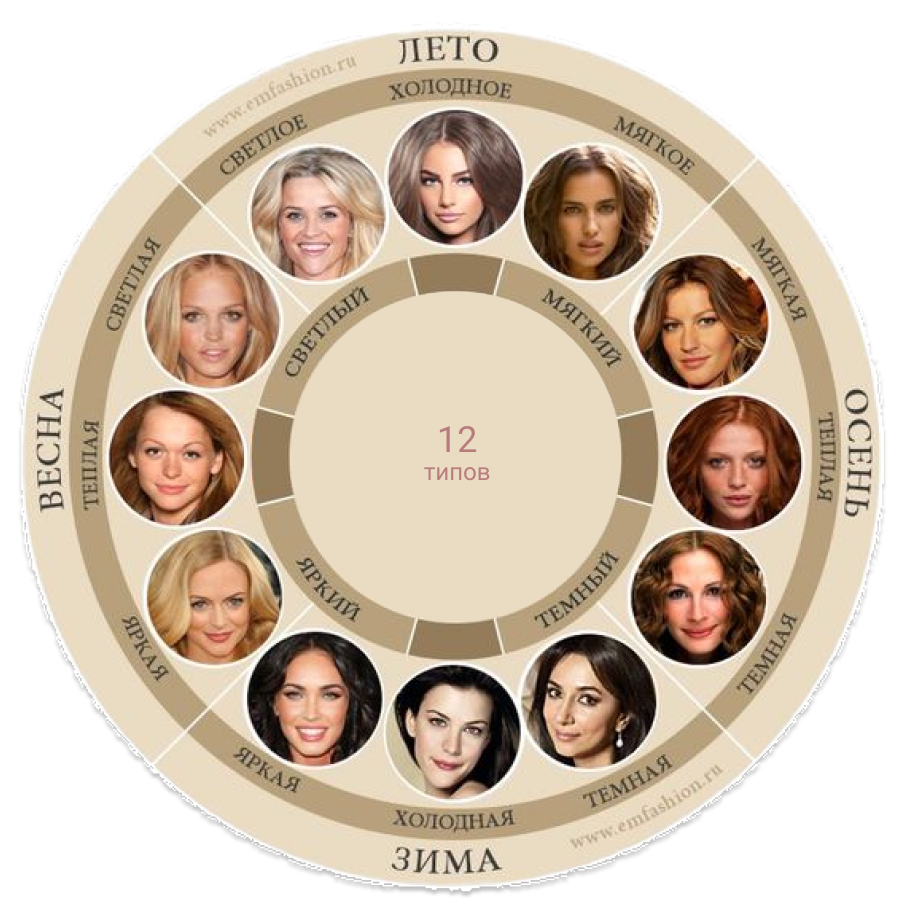 ЛЕТО
www.emfashion.ru
ХОЛОДНОЕ
СВЕТЛОЕ
МЯГКОЕ
МЯГКАЯ
ОСЕНЬ
ТЕПЛАЯ
ТЕМНАЯ
ТЕМНАЯ
www.emfashion.ru
ЗИМА
ХОЛОДНАЯ
ЯРКАЯ
ЯРКАЯ
ВЕСНА
ТЕПЛАЯ
СВЕТЛАЯ
СВЕТЛЫЙ
МЯГКИЙ
ТЕМНЫЙ
ЯРКИЙ
12
типов